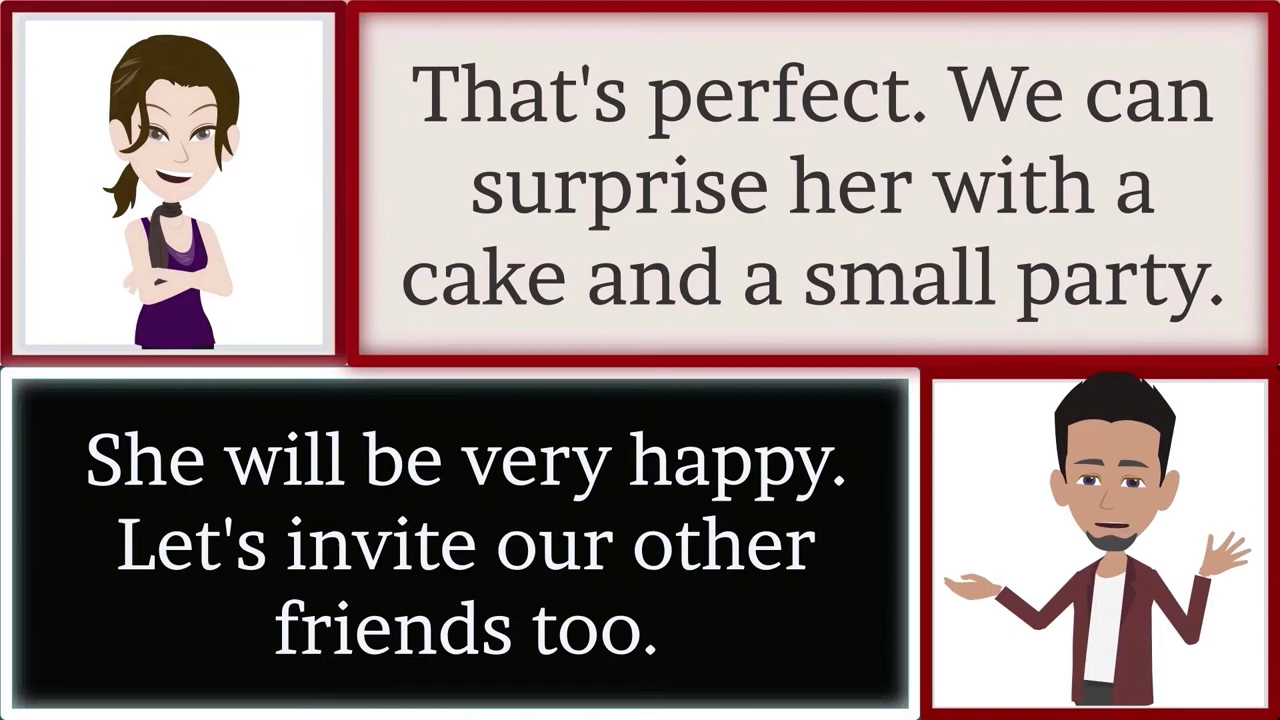 That's perfect. We can
surprise her with a
cake and a small party.
She will be very happy.
Let's invite our other
friends too.